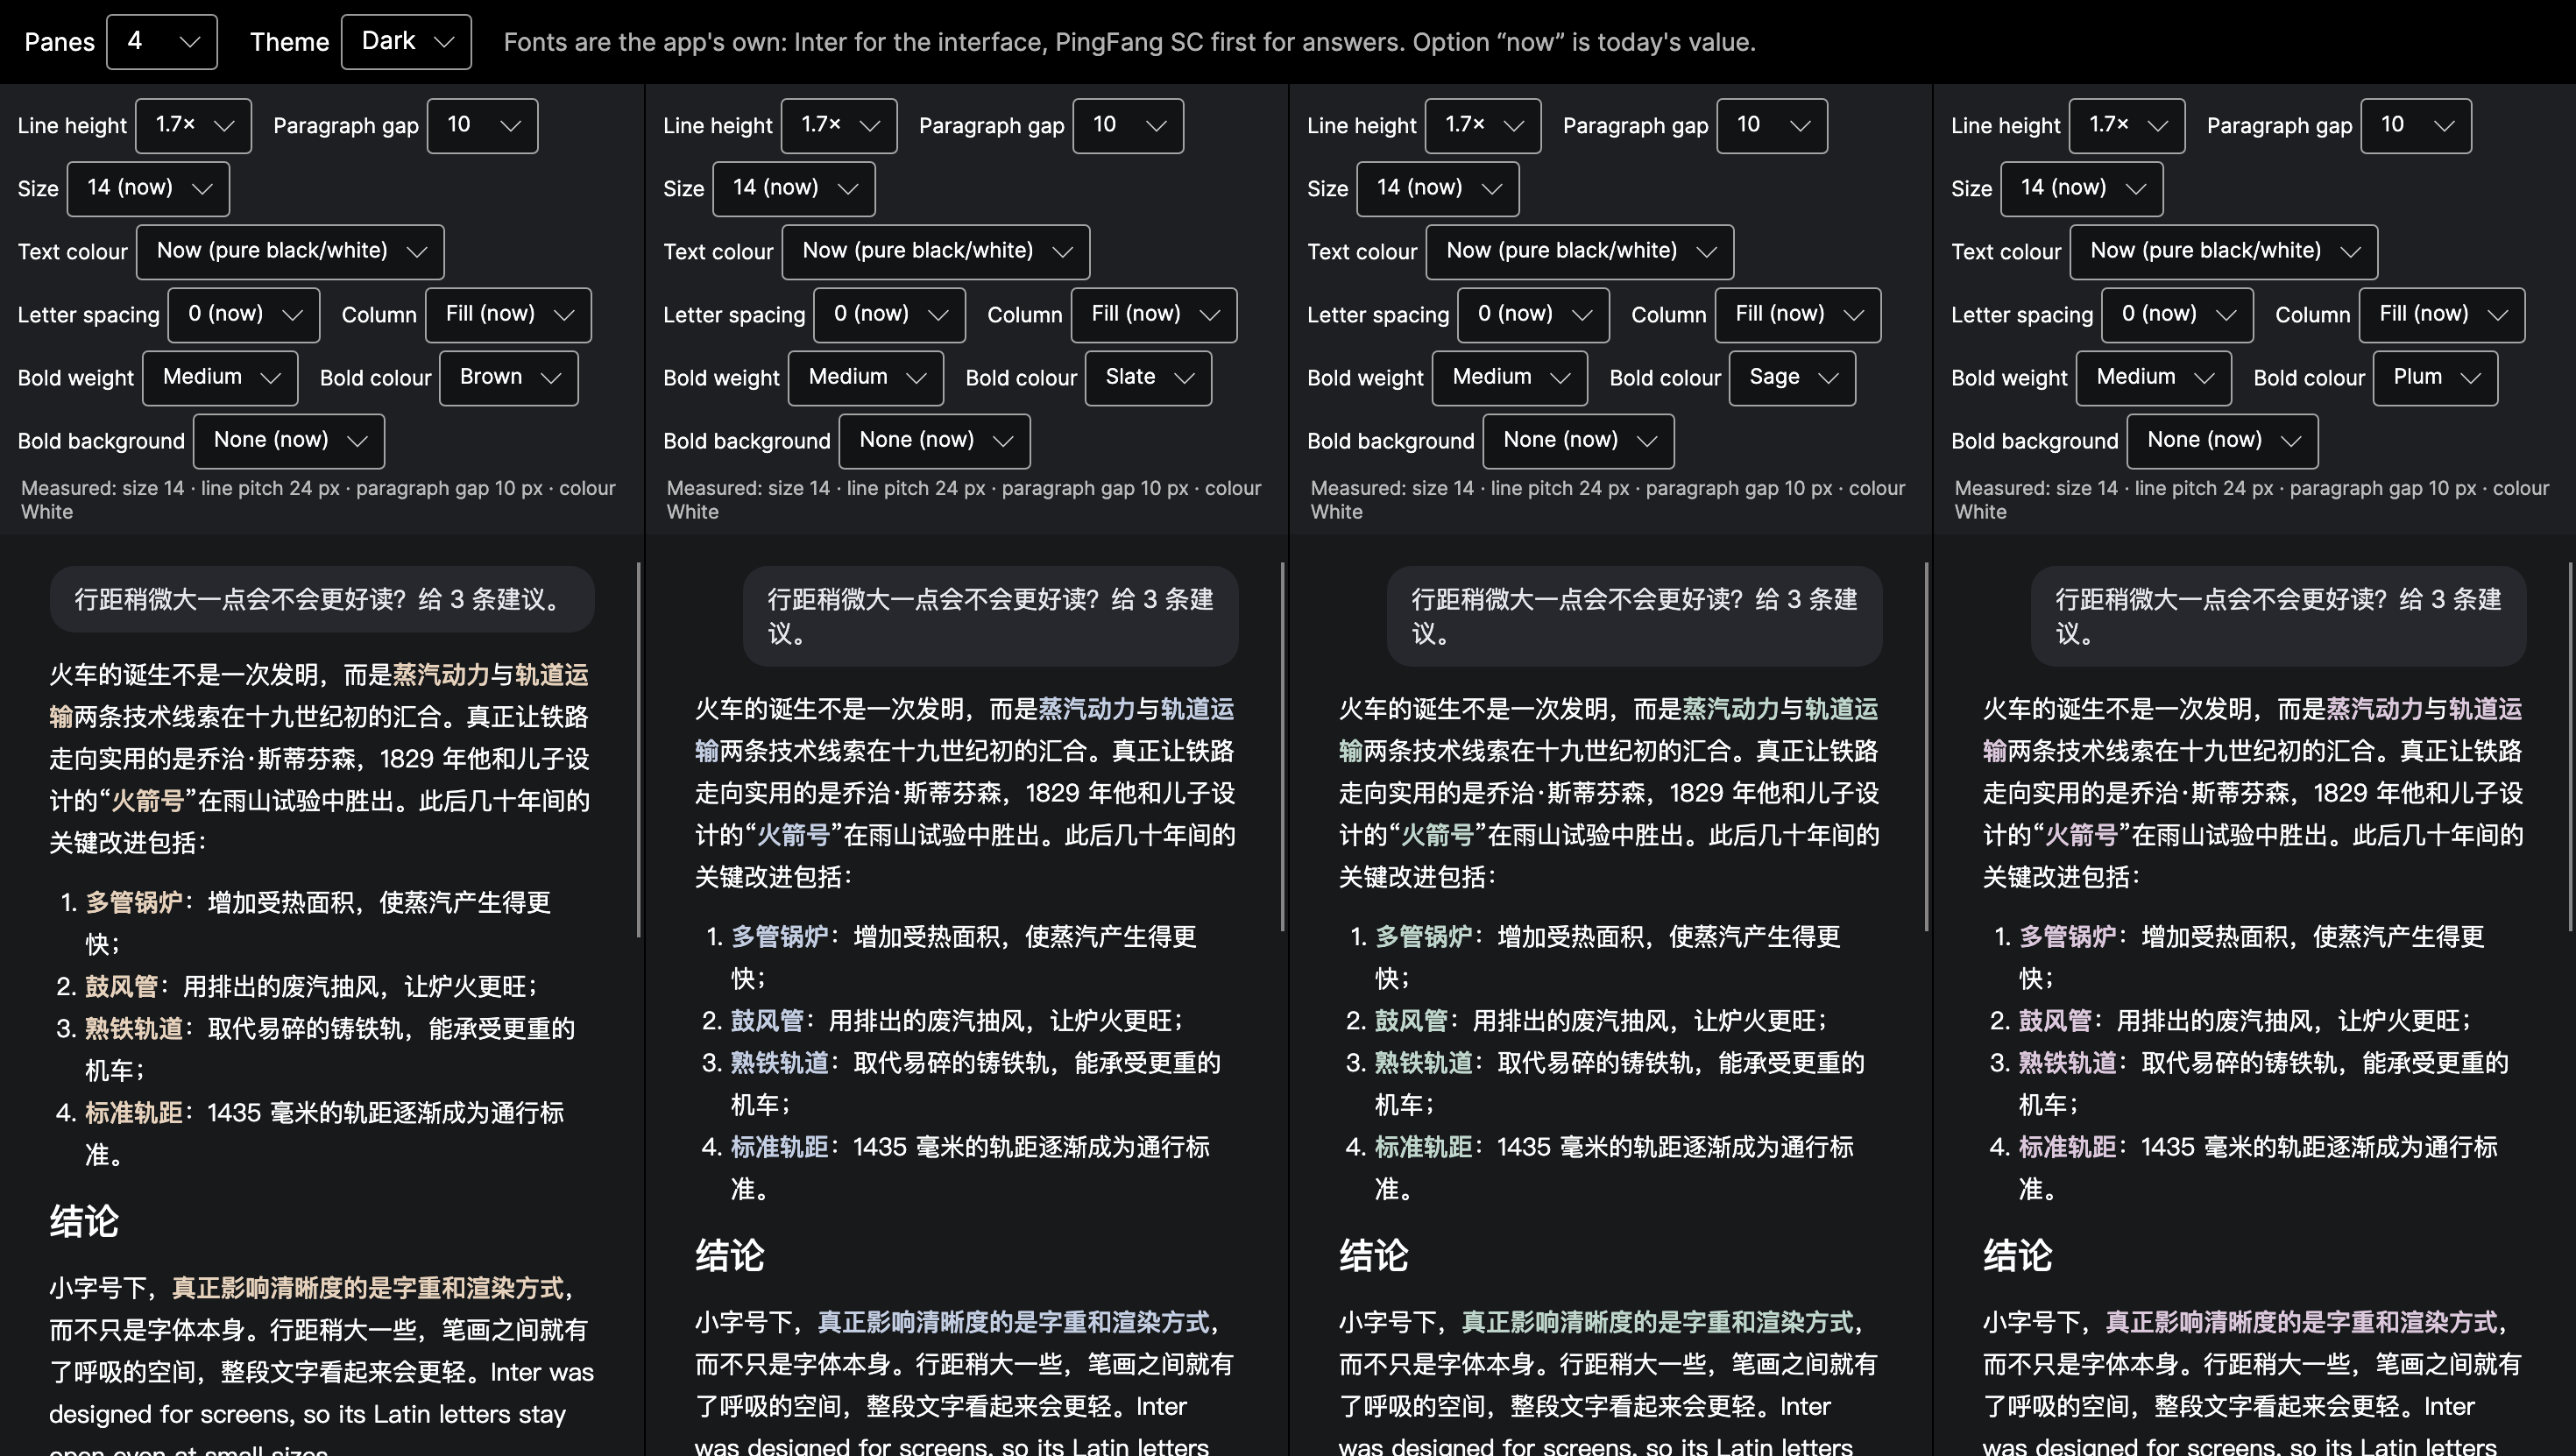 Panes 4 Theme Dark Fonts are the app's own: Inter for the interface, PingFang SC first for answers. Option “now” is today's value.
Line height 1.7× Paragraph gap 10
Size 14 (now)
Text colour Now (pure black/white)
Letter spacing 0 (now) Column Fill (now)
Bold weight Medium Bold colour Brown
Bold background None (now)
Measured: size 14 · line pitch 24 px · paragraph gap 10 px · colour
White
行距稍微大一点会不会更好读？给 3 条建议。
火车的诞生不是一次发明，而是蒸汽动力与轨道运
输两条技术线索在十九世纪初的汇合。真正让铁路
走向实用的是乔治·斯蒂芬森，1829 年他和儿子设
计的“火箭号”在雨山试验中胜出。此后几十年间的
关键改进包括：
1. 多管锅炉：增加受热面积，使蒸汽产生得更
快；
2. 鼓风管：用排出的废汽抽风，让炉火更旺；
3. 熟铁轨道：取代易碎的铸铁轨，能承受更重的
机车；
4. 标准轨距：1435 毫米的轨距逐渐成为通行标
准。
结论
小字号下，真正影响清晰度的是字重和渲染方式，
而不只是字体本身。行距稍大一些，笔画之间就有
了呼吸的空间，整段文字看起来会更轻。Inter was
designed for screens, so its Latin letters stay
open even at small sizes.
Line height 1.7× Paragraph gap 10
Size 14 (now)
Text colour Now (pure black/white)
Letter spacing 0 (now) Column Fill (now)
Bold weight Medium Bold colour Slate
Bold background None (now)
Measured: size 14 · line pitch 24 px · paragraph gap 10 px · colour
White
行距稍微大一点会不会更好读？给 3 条建
议。
火车的诞生不是一次发明，而是蒸汽动力与轨道运
输两条技术线索在十九世纪初的汇合。真正让铁路
走向实用的是乔治·斯蒂芬森，1829 年他和儿子设
计的“火箭号”在雨山试验中胜出。此后几十年间的
关键改进包括：
1. 多管锅炉：增加受热面积，使蒸汽产生得更
快；
2. 鼓风管：用排出的废汽抽风，让炉火更旺；
3. 熟铁轨道：取代易碎的铸铁轨，能承受更重的
机车；
4. 标准轨距：1435 毫米的轨距逐渐成为通行标
准。
结论
小字号下，真正影响清晰度的是字重和渲染方式，
而不只是字体本身。行距稍大一些，笔画之间就有
了呼吸的空间，整段文字看起来会更轻。Inter
was designed for screens, so its Latin letters
Line height 1.7× Paragraph gap 10
Size 14 (now)
Text colour Now (pure black/white)
Letter spacing 0 (now) Column Fill (now)
Bold weight Medium Bold colour Sage
Bold background None (now)
Measured: size 14 · line pitch 24 px · paragraph gap 10 px · colour
White
行距稍微大一点会不会更好读？给 3 条建
议。
火车的诞生不是一次发明，而是蒸汽动力与轨道运
输两条技术线索在十九世纪初的汇合。真正让铁路
走向实用的是乔治·斯蒂芬森，1829 年他和儿子设
计的“火箭号”在雨山试验中胜出。此后几十年间的
关键改进包括：
1. 多管锅炉：增加受热面积，使蒸汽产生得更
快；
2. 鼓风管：用排出的废汽抽风，让炉火更旺；
3. 熟铁轨道：取代易碎的铸铁轨，能承受更重的
机车；
4. 标准轨距：1435 毫米的轨距逐渐成为通行标
准。
结论
小字号下，真正影响清晰度的是字重和渲染方式，
而不只是字体本身。行距稍大一些，笔画之间就有
了呼吸的空间，整段文字看起来会更轻。Inter
was designed for screens, so its Latin letters
Line height 1.7× Paragraph gap 10
Size 14 (now)
Text colour Now (pure black/white)
Letter spacing 0 (now) Column Fill (now)
Bold weight Medium Bold colour Plum
Bold background None (now)
Measured: size 14 · line pitch 24 px · paragraph gap 10 px · colour
White
行距稍微大一点会不会更好读？给 3 条建
议。
火车的诞生不是一次发明，而是蒸汽动力与轨道运
输两条技术线索在十九世纪初的汇合。真正让铁路
走向实用的是乔治·斯蒂芬森，1829 年他和儿子设
计的“火箭号”在雨山试验中胜出。此后几十年间的
关键改进包括：
1. 多管锅炉：增加受热面积，使蒸汽产生得更
快；
2. 鼓风管：用排出的废汽抽风，让炉火更旺；
3. 熟铁轨道：取代易碎的铸铁轨，能承受更重的
机车；
4. 标准轨距：1435 毫米的轨距逐渐成为通行标
准。
结论
小字号下，真正影响清晰度的是字重和渲染方式，
而不只是字体本身。行距稍大一些，笔画之间就有
了呼吸的空间，整段文字看起来会更轻。Inter
was designed for screens, so its Latin letters